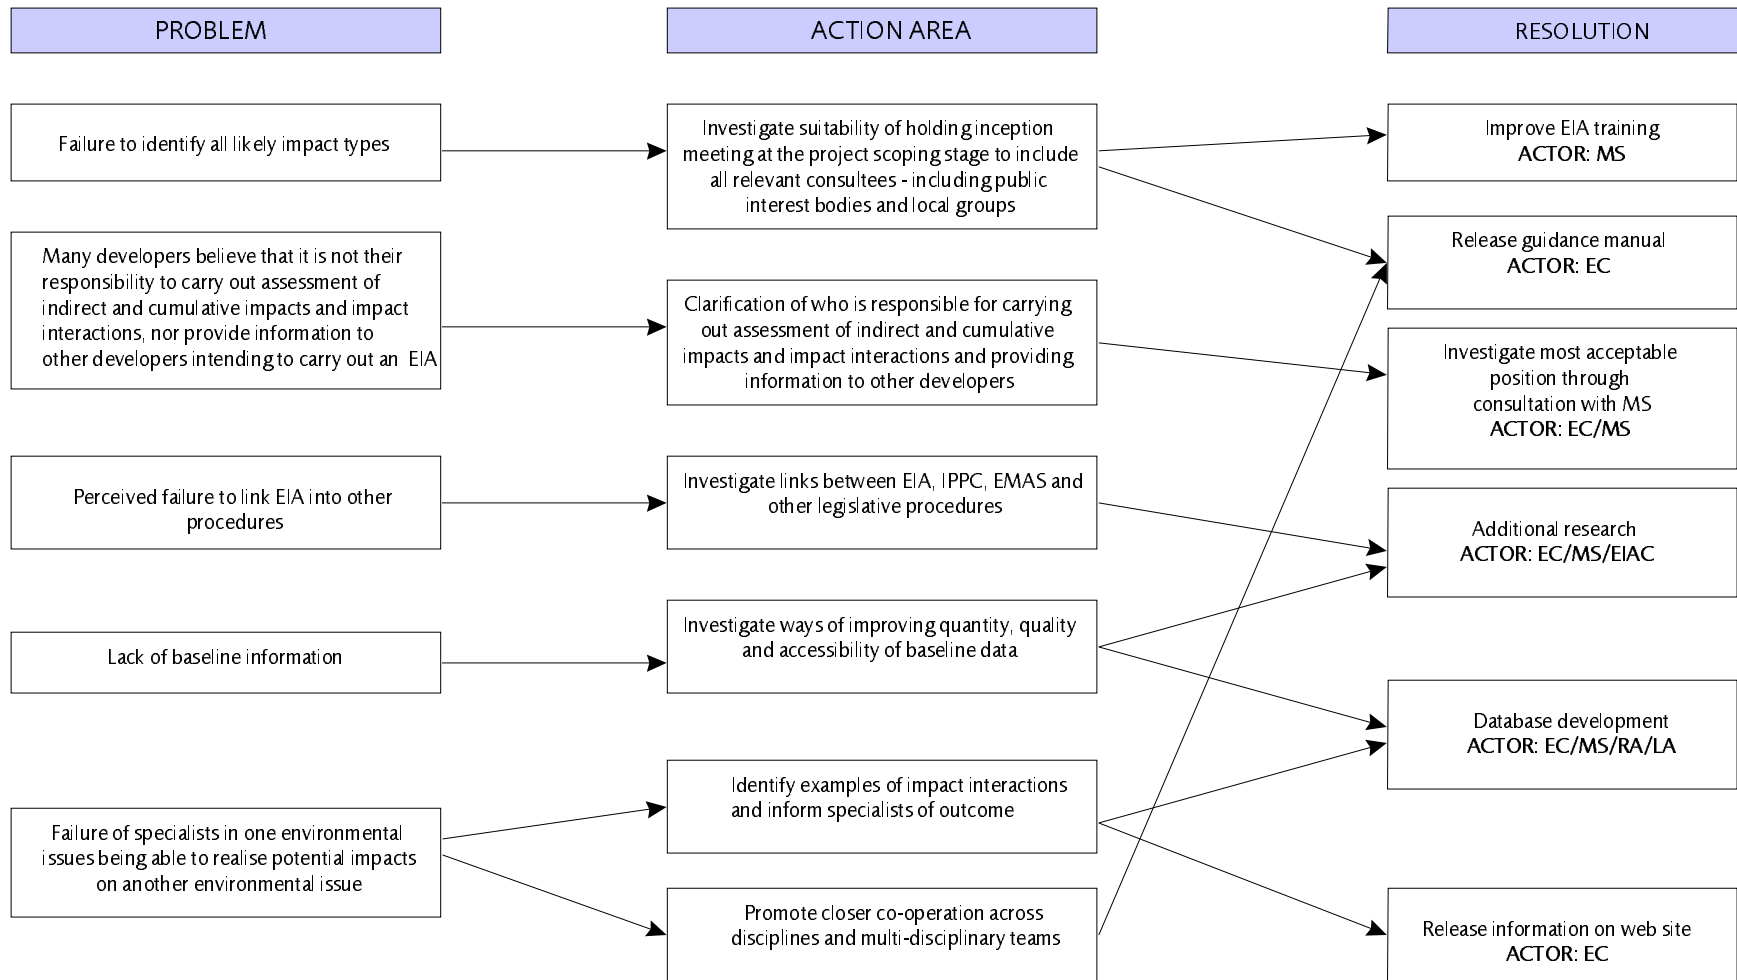 PROBLEM
ACTION AREA
RESOLUTION
Failure to identify all likely impact types
Investigate suitability of holding inception
meeting at the project scoping stage to include
all relevant consultees - including public
interest bodies and local groups
Improve EIA training
ACTOR: MS
Release guidance manual
ACTOR: EC
Many developers believe that it is not their
responsibility to carry out assessment of
indirect and cumulative impacts and impact
interactions, nor provide information to
other developers intending to carry out an EIA
Clarification of who is responsible for carrying
out assessment of indirect and cumulative
impacts and impact interactions and providing
information to other developers
Investigate most acceptable
position through
consultation with MS
ACTOR: EC/MS
Perceived failure to link EIA into other
procedures
Investigate links between EIA, IPPC, EMAS and
other legislative procedures
Additional research
ACTOR: EC/MS/EIAC
Lack of baseline information
Investigate ways of improving quantity, quality
and accessibility of baseline data
Database development
ACTOR: EC/MS/RA/LA
Failure of specialists in one environmental
issues being able to realise potential impacts
on another environmental issue
Identify examples of impact interactions
and inform specialists of outcome
Promote closer co-operation across
disciplines and multi-disciplinary teams
Release information on web site
ACTOR: EC